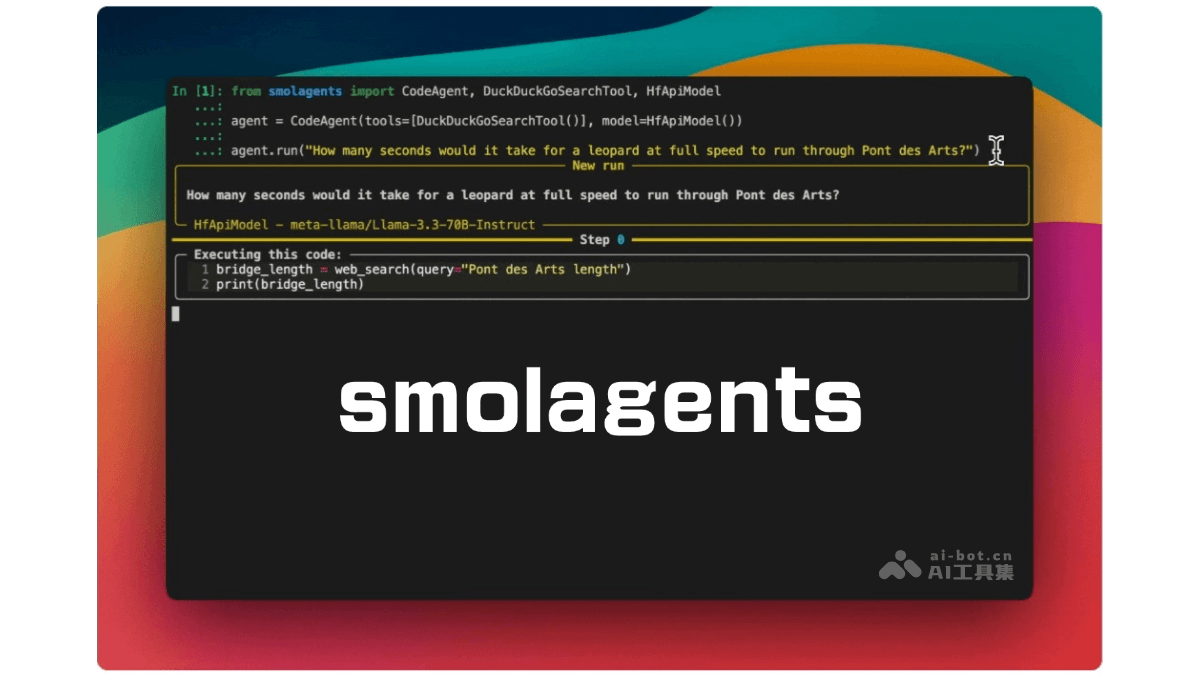 In [1]: from smolagents import CodeAgent, DuckDuckGoSearchTool, HfApiModel
...:
...: agent = CodeAgent(tools=[DuckDuckGoSearchTool()], model=HfApiModel())
...:
...: agent.run("How many seconds would it take for a leopard at full speed to run through Pont des Arts?")
New run
How many seconds would it take for a leopard at full speed to run through Pont des Arts?
HfApiModel - meta-llama/Llama-3.3-70B-Instruct
Step 0
Executing this code:
1 bridge_length = web_search(query="Pont des Arts length")
2 print(bridge_length)
smolagents
ai-bot.cn
AI工具集